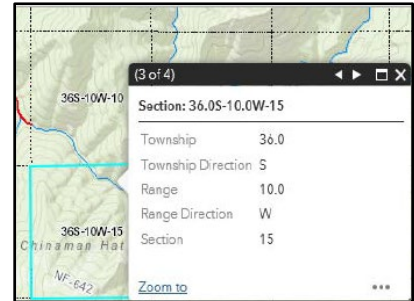 (3 of 4)
36S-10W-10
Section: 36.0S-10.0W-15
Township 36.0
Township Direction S
Range 10.0
Range Direction W
Section 15
36S-10W-15
Chinaman Hat
NF-642
Zoom to